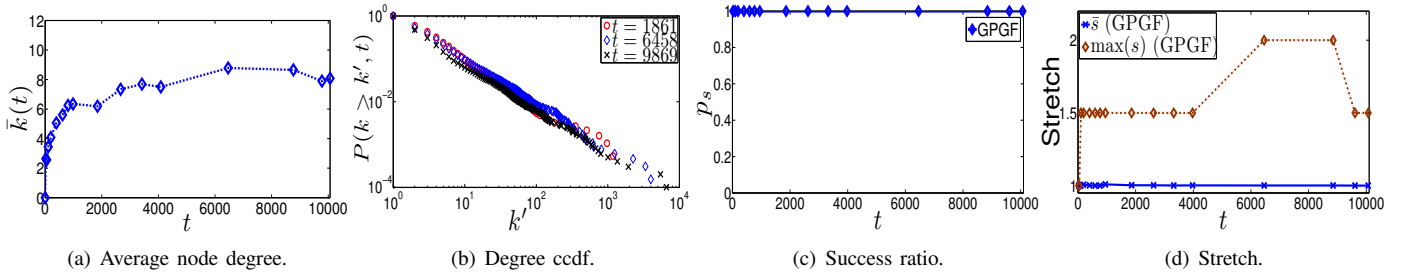 12
10
8
6
4
2
0
k̄(t)
0 2000 4000 6000 8000 10000
t
(a) Average node degree.
10^0
10^-2
10^-4
P(k > k′, t)
t = 1861
t = 6458
t = 9869
10^0 10^1 10^2 10^3 10^4
k′
(b) Degree ccdf.
1
0.8
0.6
0.4
0.2
0
p_s
GPGF
0 2000 4000 6000 8000 10000
t
(c) Success ratio.
2
1.5
1
Stretch
s̄ (GPGF)
max(s) (GPGF)
0 2000 4000 6000 8000 10000
t
(d) Stretch.